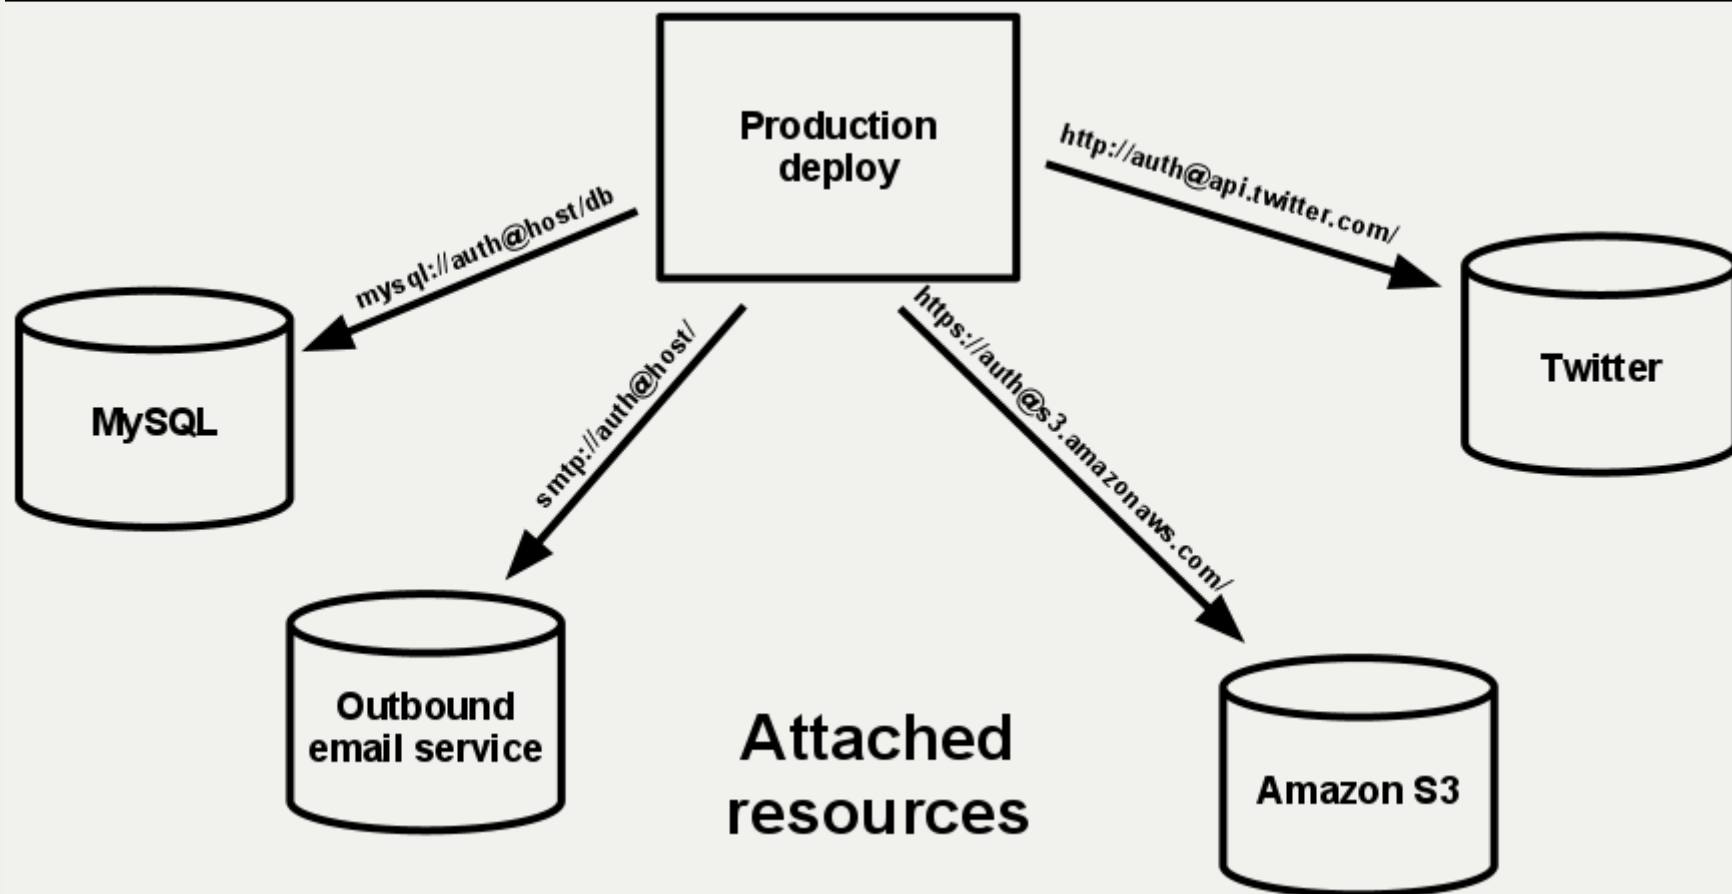 Production
deploy
http://auth@api.twitter.com/
mysql://auth@host/db
smtp://auth@host/
https://auth@s3.amazonaws.com/
Twitter
MySQL
Outbound
email service
Attached
resources
Amazon S3